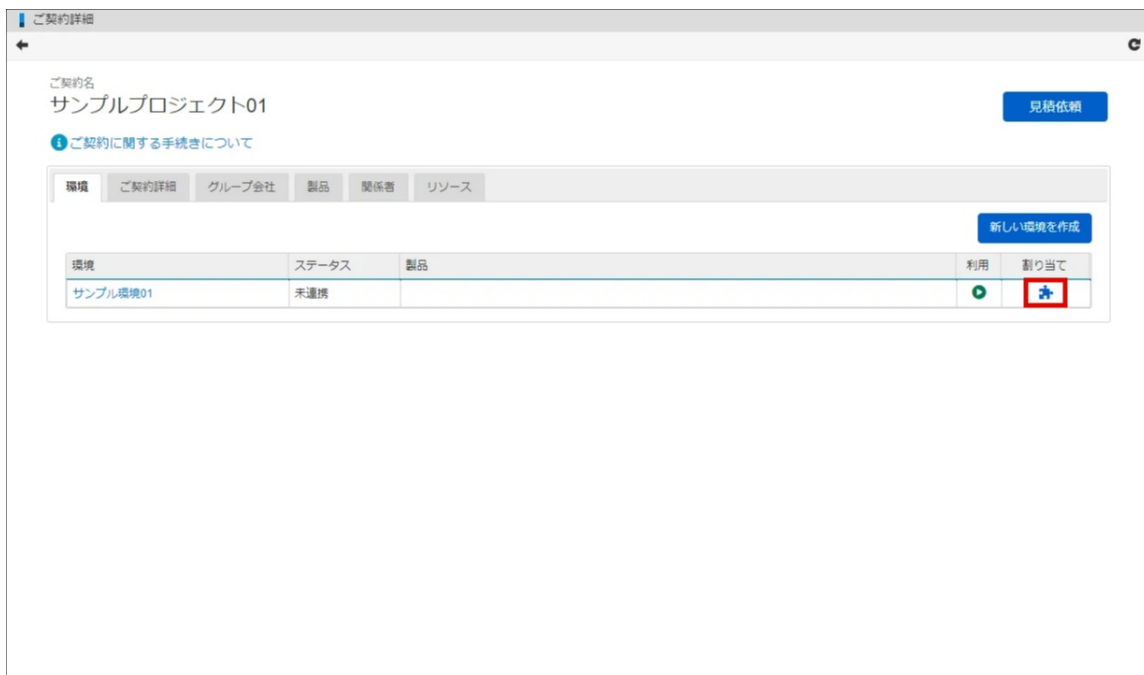 ご契約詳細
ご契約名
サンプルプロジェクト01
見積依頼
ご契約に関する手続きについて
環境 ご契約詳細 グループ会社 製品 関係者 リソース
新しい環境を作成
環境 ステータス 製品 利用 割り当て
サンプル環境01 未連携